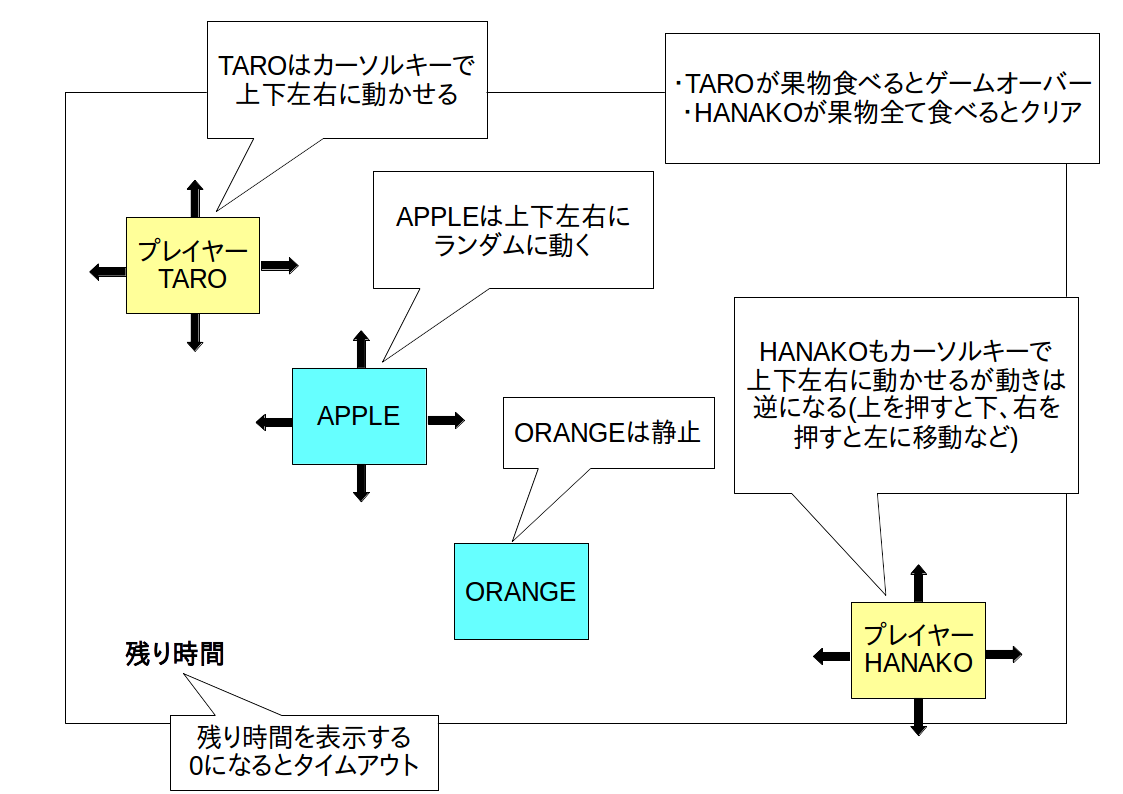 TAROはカーソルキーで
上下左右に動かせる
・TAROが果物食べるとゲームオーバー
・HANAKOが果物全て食べるとクリア
プレイヤー
TARO
APPLEは上下左右に
ランダムに動く
APPLE
HANAKOもカーソルキーで
上下左右に動かせるが動きは
逆になる(上を押すと下、右を
押すと左に移動など)
ORANGEは静止
ORANGE
プレイヤー
HANAKO
残り時間
残り時間を表示する
0になるとタイムアウト